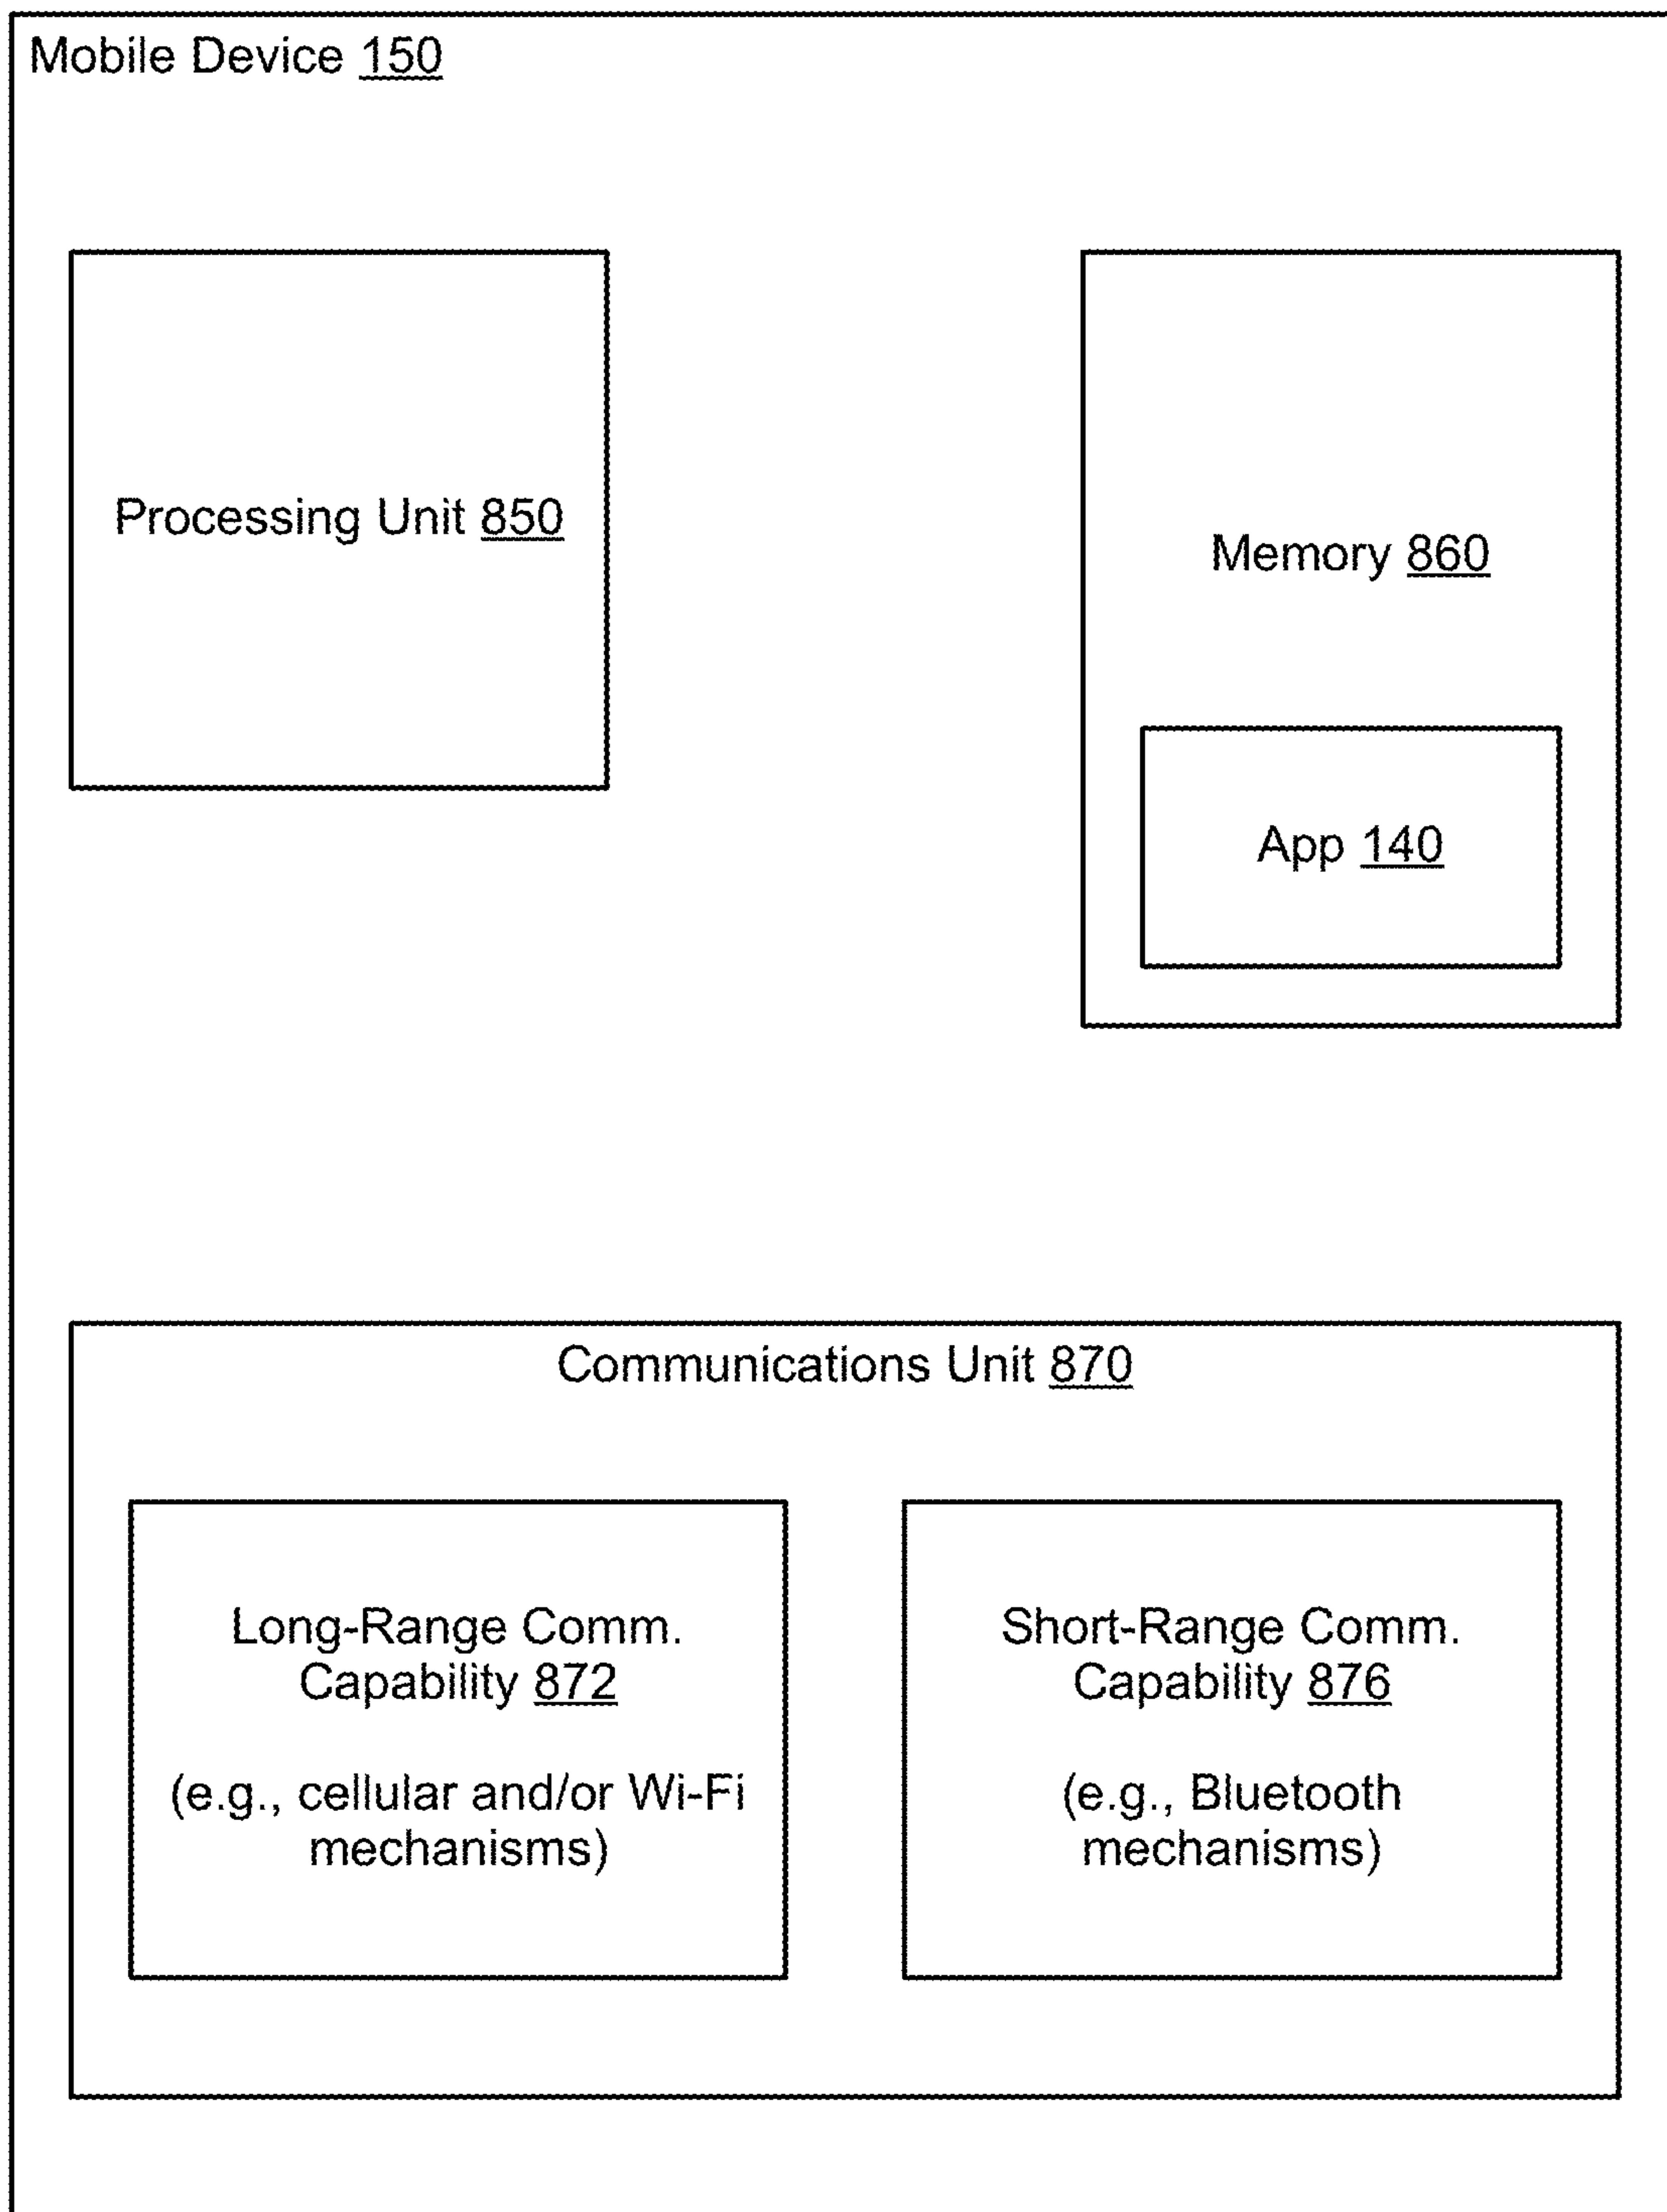 Mobile Device 150
Processing Unit 850
Memory 860
App 140
Communications Unit 870
Long-Range Comm.
Capability 872
(e.g., cellular and/or Wi-Fi
mechanisms)
Short-Range Comm.
Capability 876
(e.g., Bluetooth
mechanisms)